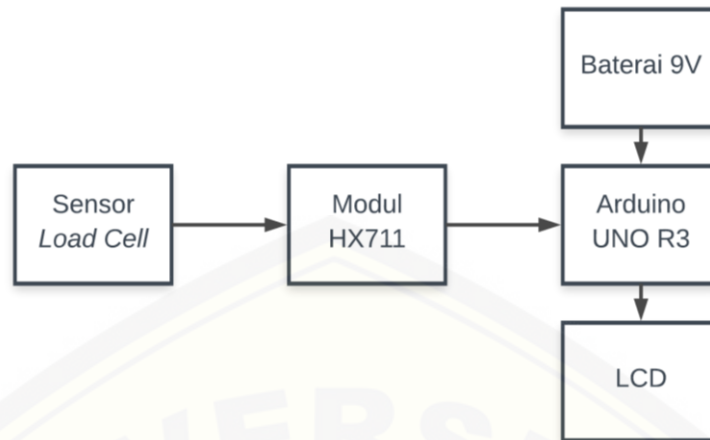 Baterai 9V
Sensor
Load Cell
Modul
HX711
Arduino
UNO R3
LCD